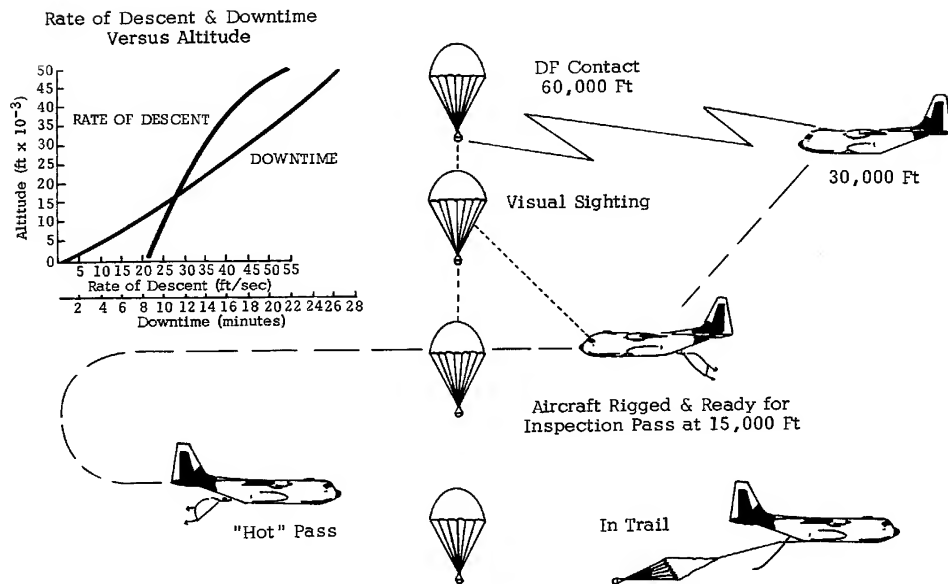 Rate of Descent & Downtime
Versus Altitude
Altitude (ft x 10⁻³)
50
45
40
35
30
25
20
15
10
5
0
RATE OF DESCENT
DOWNTIME
5 10 15 20 25 30 35 40 45 50 55
Rate of Descent (ft/sec)
2 4 6 8 10 12 14 16 18 20 22 24 26 28
Downtime (minutes)
DF Contact
60,000 Ft
30,000 Ft
Visual Sighting
Aircraft Rigged & Ready for
Inspection Pass at 15,000 Ft
"Hot" Pass
In Trail